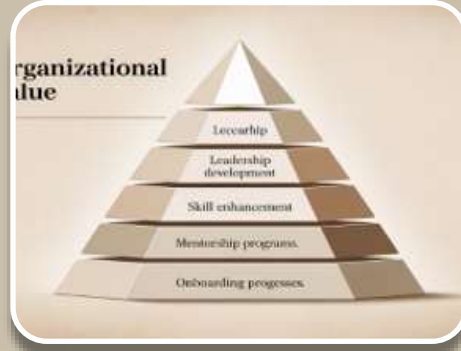 rganizational
alue
Leccarhip
Leadership
development
Skill enhancement
Mentorship programs.
Onboarding progesses.